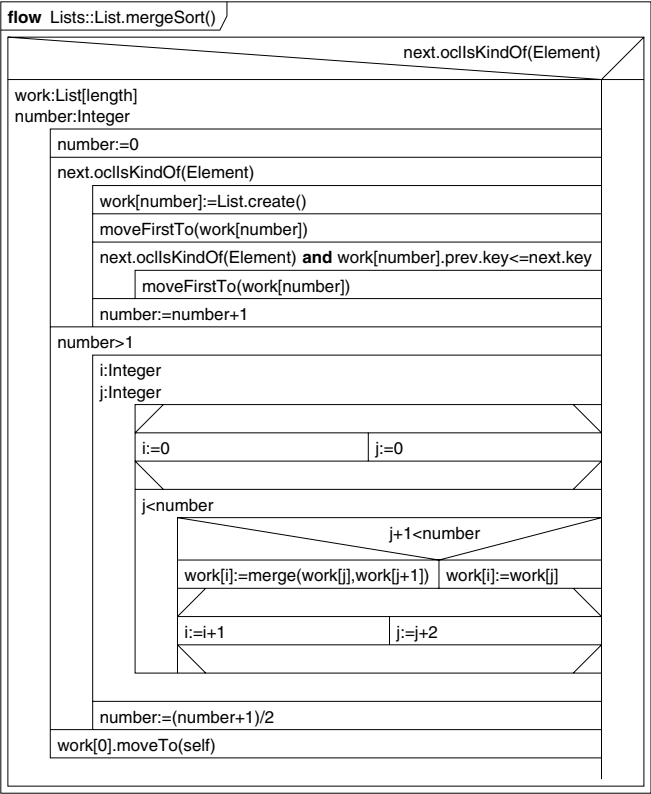 flow Lists::List.mergeSort()
next.oclIsKindOf(Element)
work:List[length]
number:Integer
number:=0
next.oclIsKindOf(Element)
work[number]:=List.create()
moveFirstTo(work[number])
next.oclIsKindOf(Element) and work[number].prev.key<=next.key
moveFirstTo(work[number])
number:=number+1
number>1
i:Integer
j:Integer
i:=0 j:=0
j<number
j+1<number
work[i]:=merge(work[j],work[j+1]) work[i]:=work[j]
i:=i+1 j:=j+2
number:=(number+1)/2
work[0].moveTo(self)